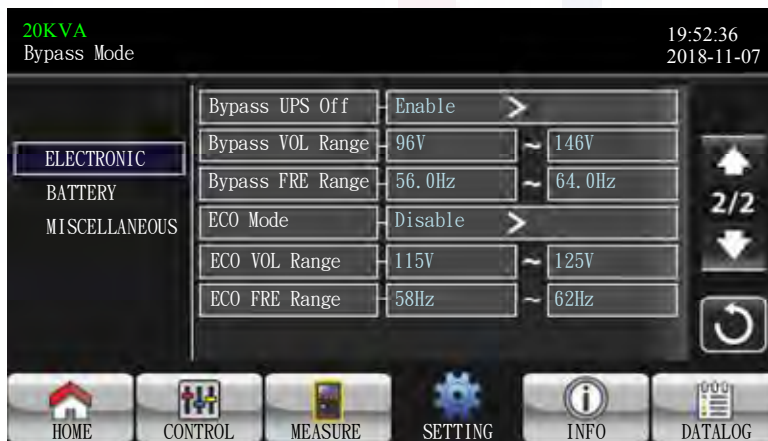 20KVA
Bypass Mode
19:52:36
2018-11-07
ELECTRONIC
BATTERY
MISCELLANEOUS
Bypass UPS Off Enable >
Bypass VOL Range 96V ~ 146V
Bypass FRE Range 56.0Hz ~ 64.0Hz
ECO Mode Disable >
ECO VOL Range 115V ~ 125V
ECO FRE Range 58Hz ~ 62Hz
2/2
HOME CONTROL MEASURE SETTING INFO DATALOG